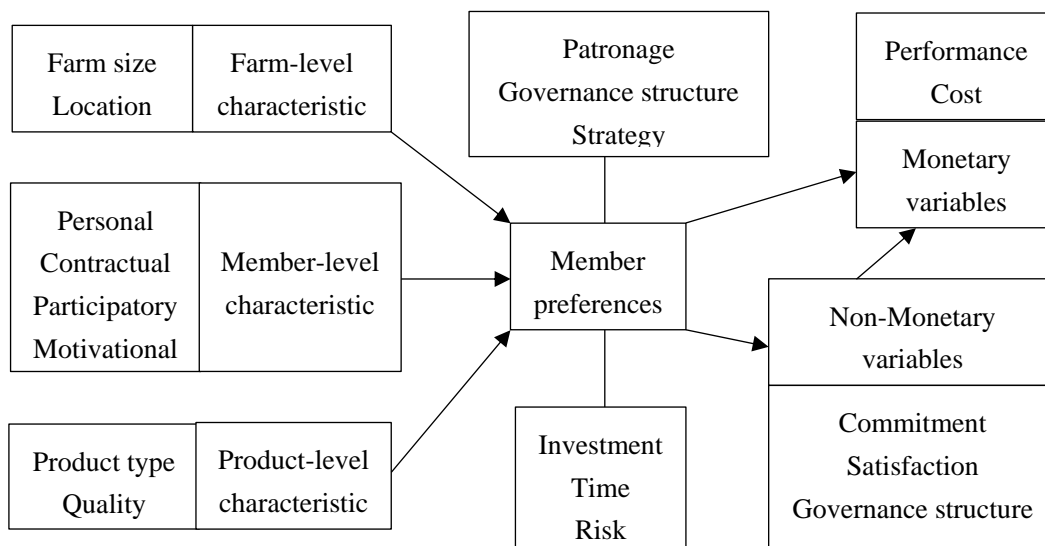 Farm size
Location
Farm-level
characteristic
Patronage
Governance structure
Strategy
Performance
Cost
Monetary
variables
Personal
Contractual
Participatory
Motivational
Member-level
characteristic
Member
preferences
Non-Monetary
variables
Product type
Quality
Product-level
characteristic
Investment
Time
Risk
Commitment
Satisfaction
Governance structure